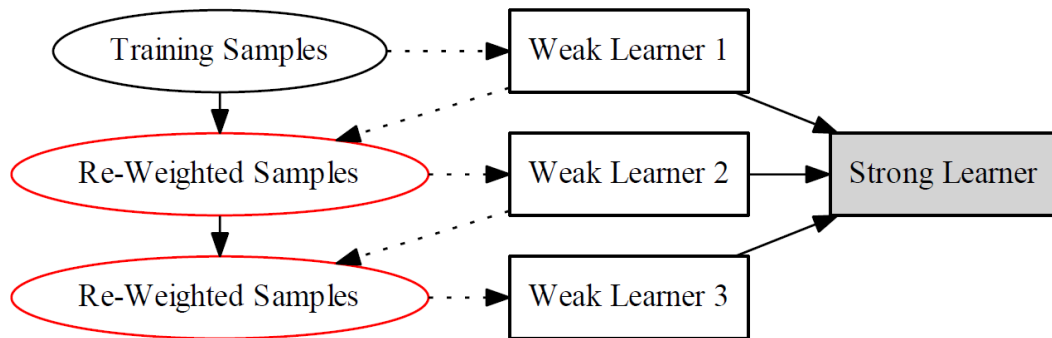 Training Samples
Weak Learner 1
Re-Weighted Samples
Weak Learner 2
Strong Learner
Re-Weighted Samples
Weak Learner 3